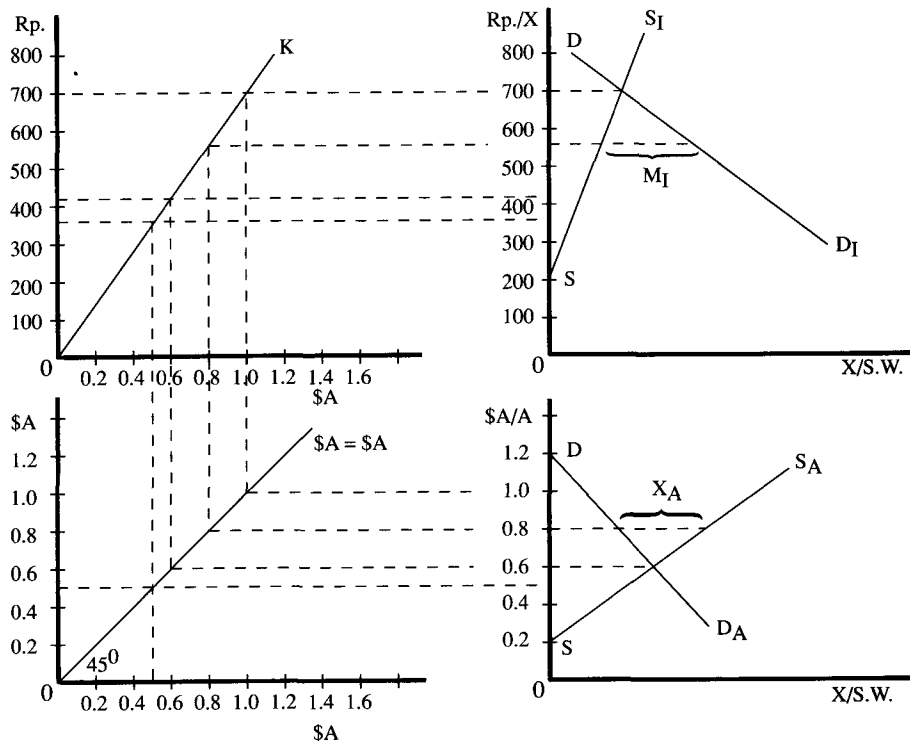 Rp.
K
800
700
600
500
400
300
200
100
0
0.2 0.4 0.6 0.8 1.0 1.2 1.4 1.6
$A
Rp./X
D
S_I
800
700
600
500
400
300
200
100
M_I
D_I
S
0
X/S.W.
$A
$A = $A
1.2
1.0
0.8
0.6
0.4
0.2
45⁰
0
0.2 0.4 0.6 0.8 1.0 1.2 1.4 1.6
$A
$A/A
D
S_A
X_A
1.2
1.0
0.8
0.6
0.4
0.2
S
D_A
0
X/S.W.